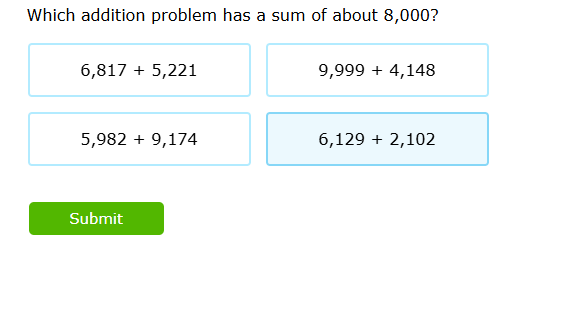 Which addition problem has a sum of about 8,000?
6,817 + 5,221
9,999 + 4,148
5,982 + 9,174
6,129 + 2,102
Submit